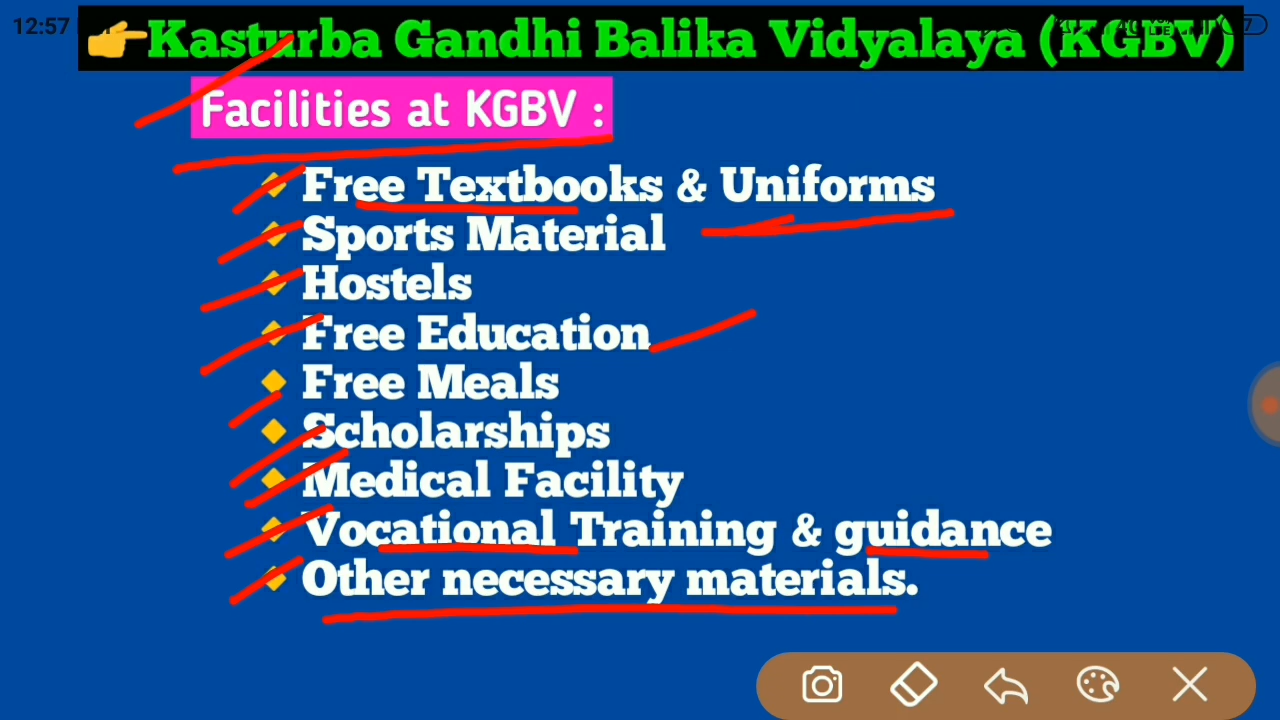 12:57
👉Kasturba Gandhi Balika Vidyalaya (KGBV)
Facilities at KGBV :
Free Textbooks & Uniforms
Sports Material
Hostels
Free Education
Free Meals
Scholarships
Medical Facility
Vocational Training & guidance
Other necessary materials.